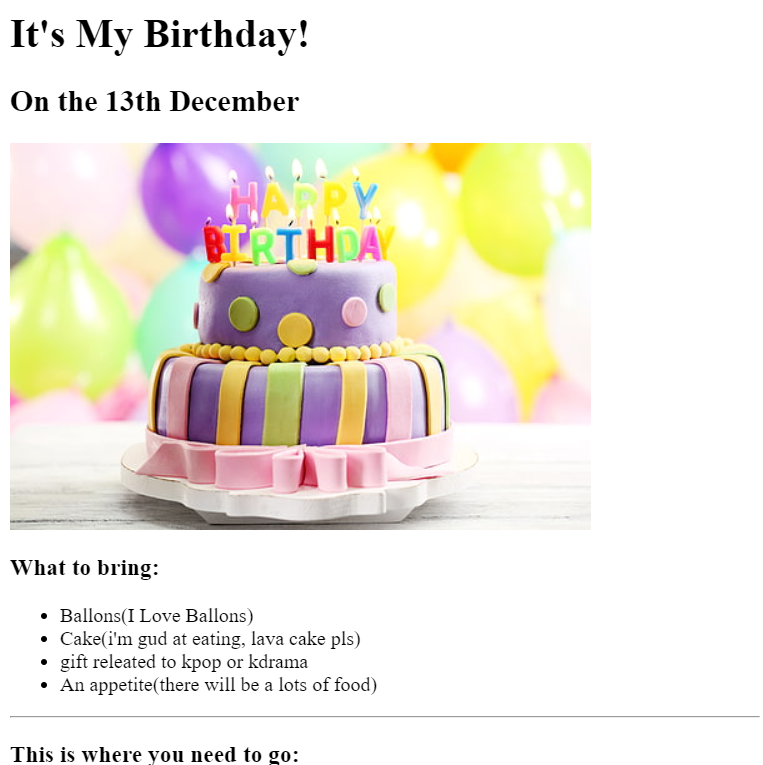 It's My Birthday!
On the 13th December
HAPPY
BIRTHDAY
What to bring:
Ballons(I Love Ballons)
Cake(i'm gud at eating, lava cake pls)
gift releated to kpop or kdrama
An appetite(there will be a lots of food)
This is where you need to go: